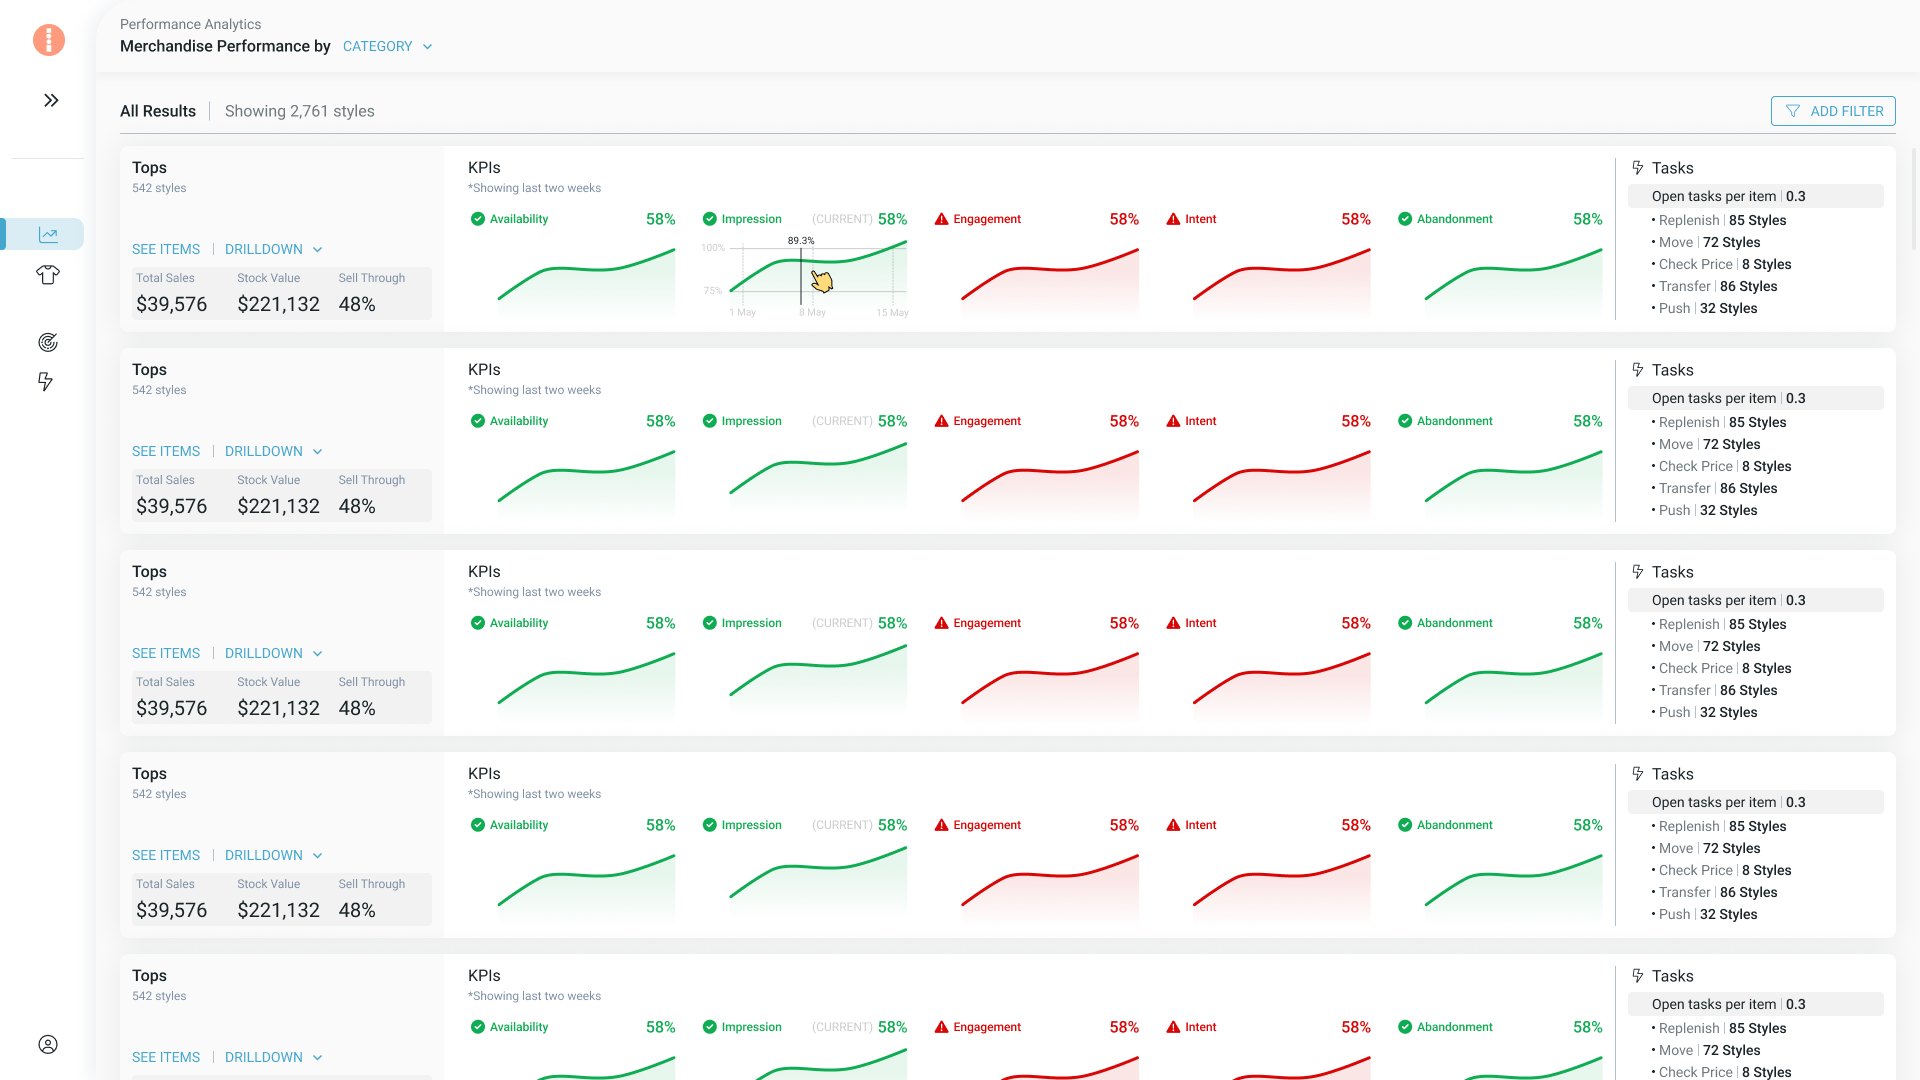 Performance Analytics
Merchandise Performance by CATEGORY
All Results | Showing 2,761 styles
ADD FILTER
Tops
542 styles
SEE ITEMS | DRILLDOWN
Total Sales Stock Value Sell Through
$39,576 $221,132 48%
KPIs
*Showing last two weeks
Availability 58%
Impression (CURRENT) 58%
100%
89.3%
75%
1 May 8 May 15 May
Engagement 58%
Intent 58%
Abandonment 58%
Tasks
Open tasks per item | 0.3
• Replenish | 85 Styles
• Move | 72 Styles
• Check Price | 8 Styles
• Transfer | 86 Styles
• Push | 32 Styles
Tops
542 styles
SEE ITEMS | DRILLDOWN
Total Sales Stock Value Sell Through
$39,576 $221,132 48%
KPIs
*Showing last two weeks
Availability 58%
Impression (CURRENT) 58%
Engagement 58%
Intent 58%
Abandonment 58%
Tasks
Open tasks per item | 0.3
• Replenish | 85 Styles
• Move | 72 Styles
• Check Price | 8 Styles
• Transfer | 86 Styles
• Push | 32 Styles
Tops
542 styles
SEE ITEMS | DRILLDOWN
Total Sales Stock Value Sell Through
$39,576 $221,132 48%
KPIs
*Showing last two weeks
Availability 58%
Impression (CURRENT) 58%
Engagement 58%
Intent 58%
Abandonment 58%
Tasks
Open tasks per item | 0.3
• Replenish | 85 Styles
• Move | 72 Styles
• Check Price | 8 Styles
• Transfer | 86 Styles
• Push | 32 Styles
Tops
542 styles
SEE ITEMS | DRILLDOWN
Total Sales Stock Value Sell Through
$39,576 $221,132 48%
KPIs
*Showing last two weeks
Availability 58%
Impression (CURRENT) 58%
Engagement 58%
Intent 58%
Abandonment 58%
Tasks
Open tasks per item | 0.3
• Replenish | 85 Styles
• Move | 72 Styles
• Check Price | 8 Styles
• Transfer | 86 Styles
• Push | 32 Styles
Tops
542 styles
SEE ITEMS | DRILLDOWN
KPIs
*Showing last two weeks
Availability 58%
Impression (CURRENT) 58%
Engagement 58%
Intent 58%
Abandonment 58%
Tasks
Open tasks per item | 0.3
• Replenish | 85 Styles
• Move | 72 Styles
• Check Price | 8 Styles